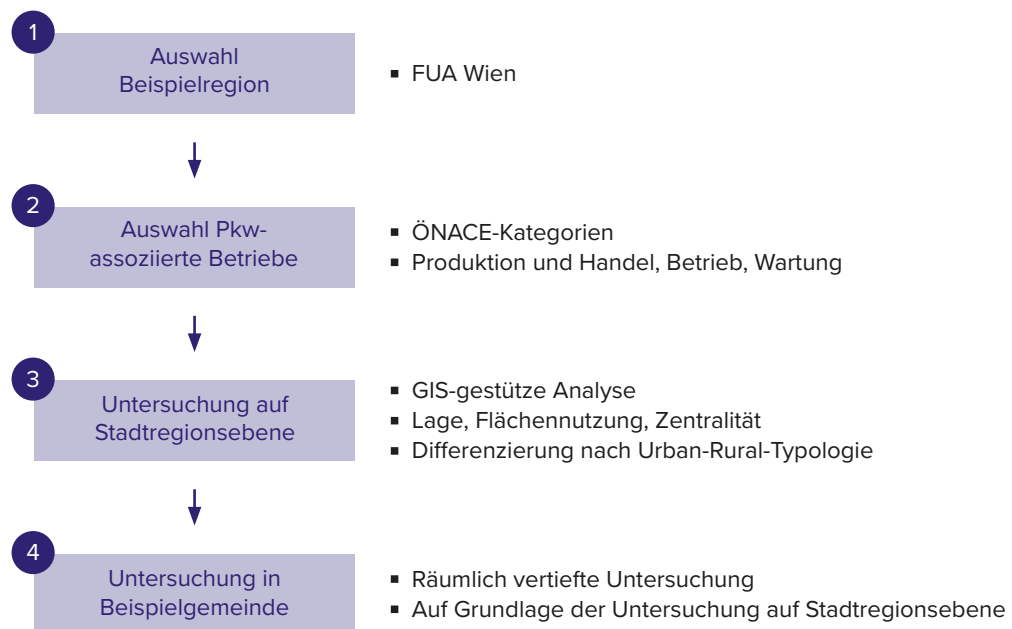 1
Auswahl
Beispielregion
▪ FUA Wien
2
Auswahl Pkw-
assoziierte Betriebe
▪ ÖNACE-Kategorien
▪ Produktion und Handel, Betrieb, Wartung
3
Untersuchung auf
Stadtregionsebene
▪ GIS-gestütze Analyse
▪ Lage, Flächennutzung, Zentralität
▪ Differenzierung nach Urban-Rural-Typologie
4
Untersuchung in
Beispielgemeinde
▪ Räumlich vertiefte Untersuchung
▪ Auf Grundlage der Untersuchung auf Stadtregionsebene